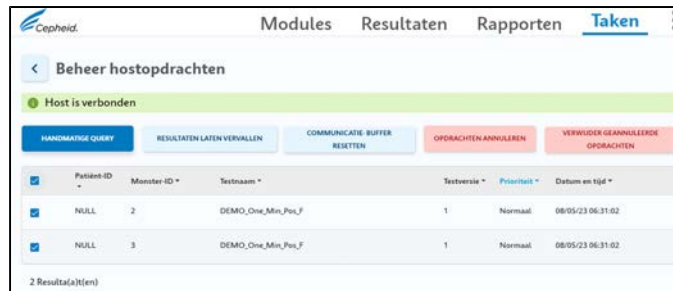 Cepheid.
Modules Resultaten Rapporten Taken
< Beheer hostopdrachten
Host is verbonden
HANDMATIGE QUERY RESULTATEN LATEN VERVALLEN COMMUNICATIE-BUFFER RESETTEN OPDRACHTEN ANNULEREN VERWIJDER GEANNULEERDE OPDRACHTEN
Patiënt-ID Monster-ID Testnaam Testversie Prioriteit Datum en tijd
NULL 2 DEMO_One_Min_Pos_F 1 Normaal 08/05/23 06:31:02
NULL 3 DEMO_One_Min_Pos_F 1 Normaal 08/05/23 06:31:02
2 Resulta(a)t(en)